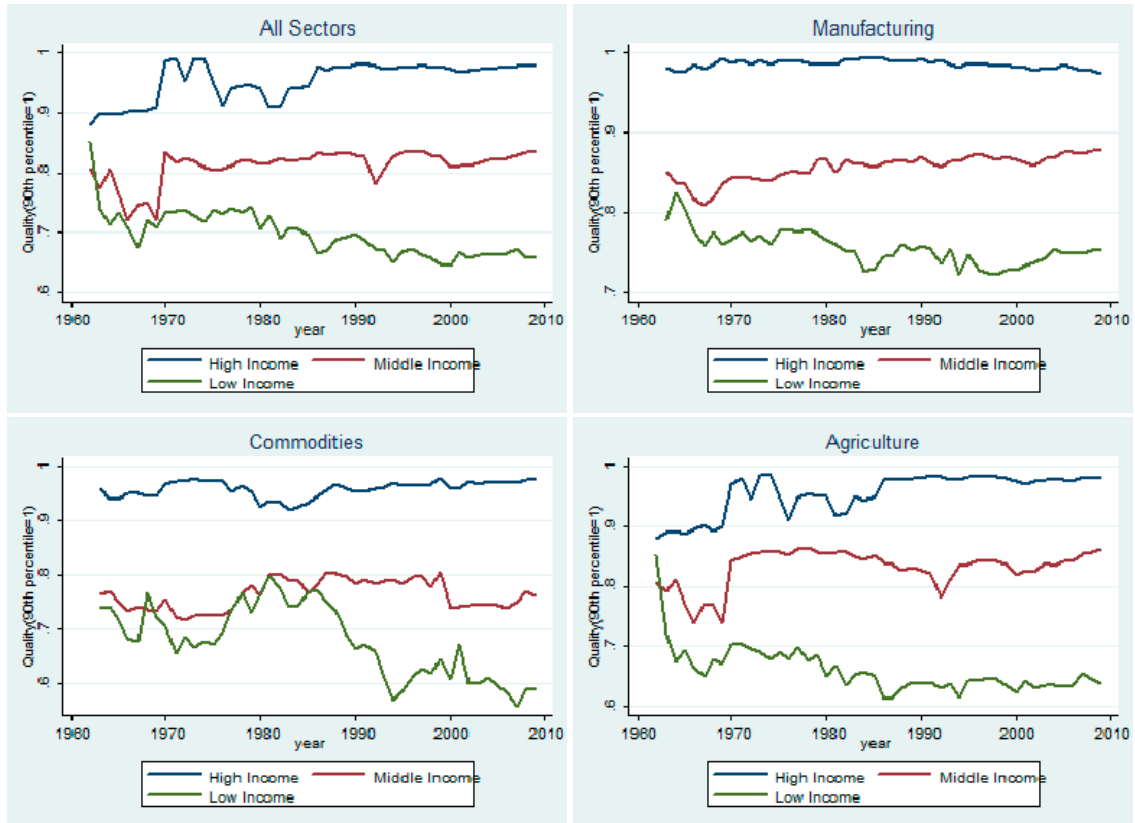 All Sectors
Quality(90th percentile=1)
1
.9
.8
.7
.6
1960 1970 1980 1990 2000 2010
year
High Income Middle Income
Low Income
Manufacturing
Quality(90th percentile=1)
1
.9
.8
.7
1960 1970 1980 1990 2000 2010
year
High Income Middle Income
Low Income
Commodities
Quality(90th percentile=1)
1
.9
.8
.7
.6
1960 1970 1980 1990 2000 2010
year
High Income Middle Income
Low Income
Agriculture
Quality(90th percentile=1)
1
.9
.8
.7
.6
1960 1970 1980 1990 2000 2010
year
High Income Middle Income
Low Income